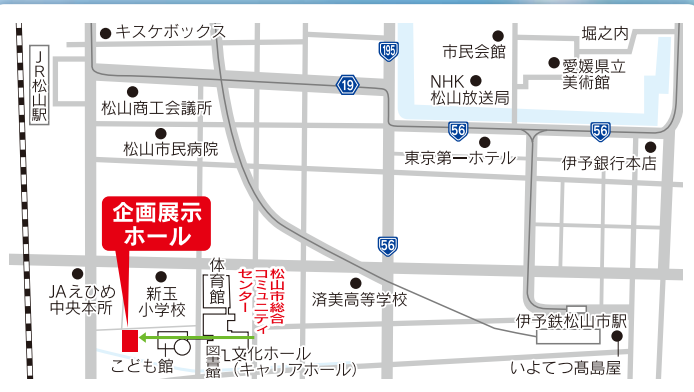 キスケボックス
堀之内
195
市民会館
JR松山駅
愛媛県立
美術館
NHK
松山放送局
19
松山商工会議所
56
56
松山市民病院
東京第一ホテル
伊予銀行本店
企画展示
ホール
56
体育館
松山市総合
コミュニティ
センター
JAえひめ
中央本所
新玉
小学校
済美高等学校
伊予鉄松山市駅
図書館
文化ホール
(キャリアホール)
こども館
いよてつ髙島屋